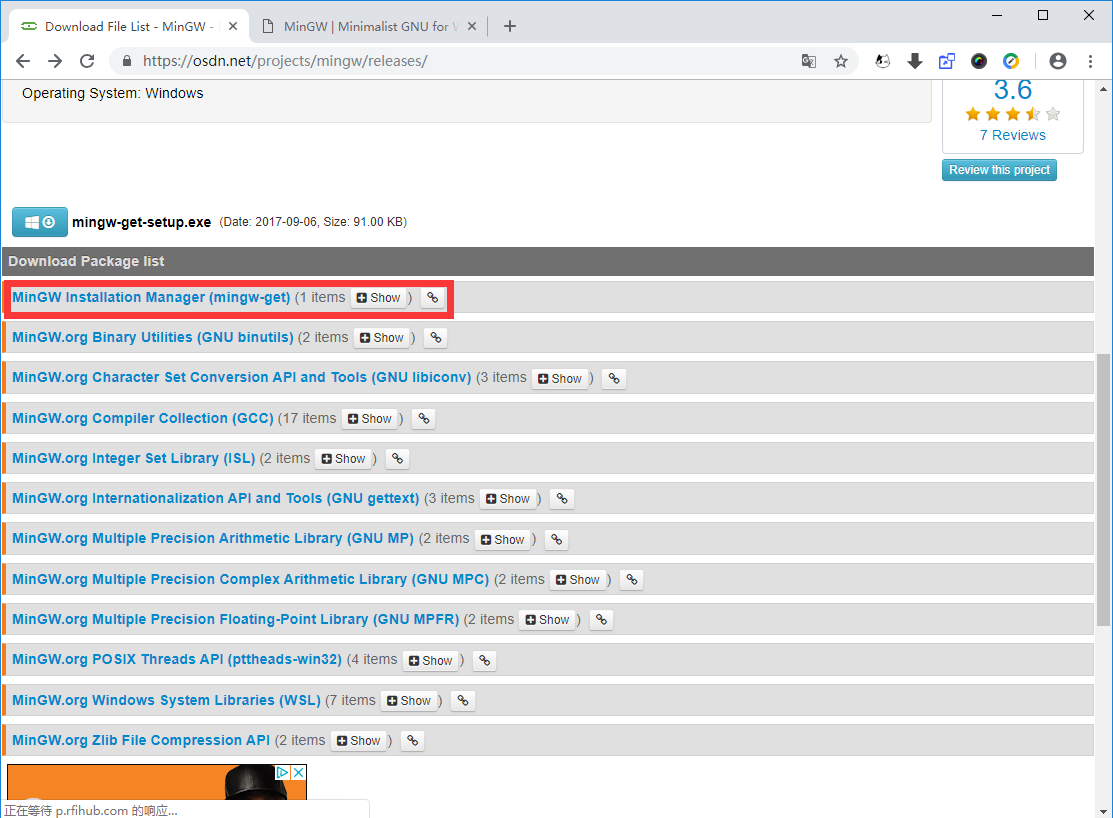 Download File List - MinGW -
MinGW | Minimalist GNU for W
https://osdn.net/projects/mingw/releases/
Operating System: Windows
3.6
7 Reviews
Review this project
mingw-get-setup.exe (Date: 2017-09-06, Size: 91.00 KB)
Download Package list
MinGW Installation Manager (mingw-get) (1 items Show )
MinGW.org Binary Utilities (GNU binutils) (2 items Show )
MinGW.org Character Set Conversion API and Tools (GNU libiconv) (3 items Show )
MinGW.org Compiler Collection (GCC) (17 items Show )
MinGW.org Integer Set Library (ISL) (2 items Show )
MinGW.org Internationalization API and Tools (GNU gettext) (3 items Show )
MinGW.org Multiple Precision Arithmetic Library (GNU MP) (2 items Show )
MinGW.org Multiple Precision Complex Arithmetic Library (GNU MPC) (2 items Show )
MinGW.org Multiple Precision Floating-Point Library (GNU MPFR) (2 items Show )
MinGW.org POSIX Threads API (pttheads-win32) (4 items Show )
MinGW.org Windows System Libraries (WSL) (7 items Show )
MinGW.org Zlib File Compression API (2 items Show )
正在等待 p.rfihub.com 的响应...